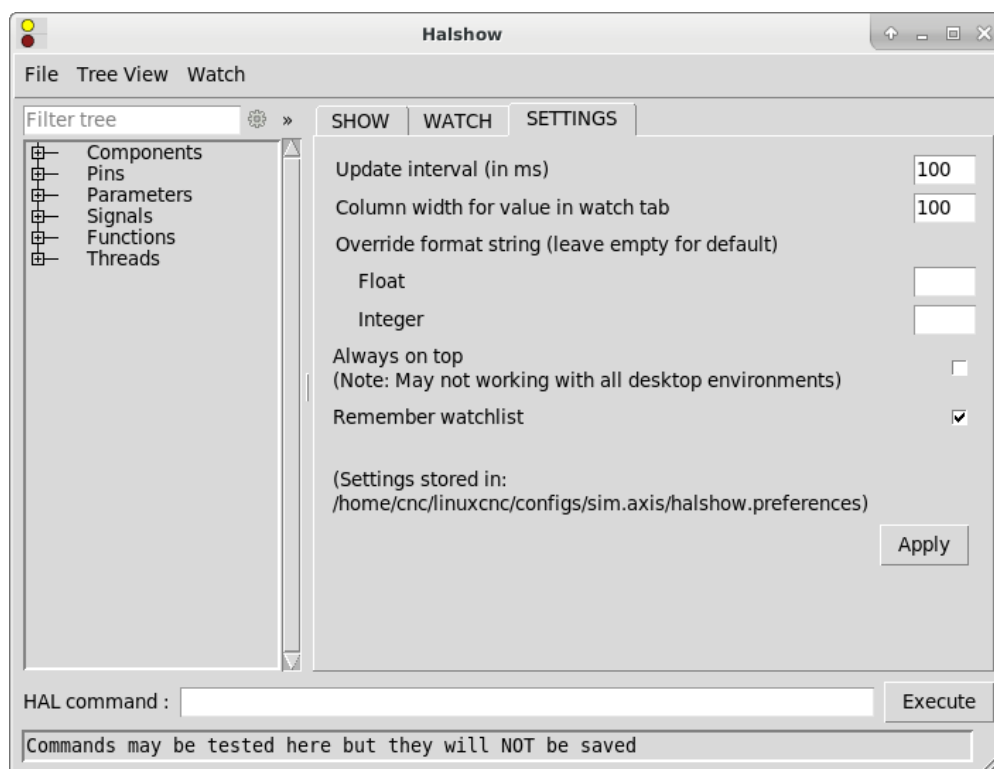 Halshow
File Tree View Watch
Filter tree »
SHOW WATCH SETTINGS
Components
Pins
Parameters
Signals
Functions
Threads
Update interval (in ms) 100
Column width for value in watch tab 100
Override format string (leave empty for default)
Float
Integer
Always on top
(Note: May not working with all desktop environments)
Remember watchlist
(Settings stored in:
/home/cnc/linuxcnc/configs/sim.axis/halshow.preferences)
Apply
HAL command : Execute
Commands may be tested here but they will NOT be saved